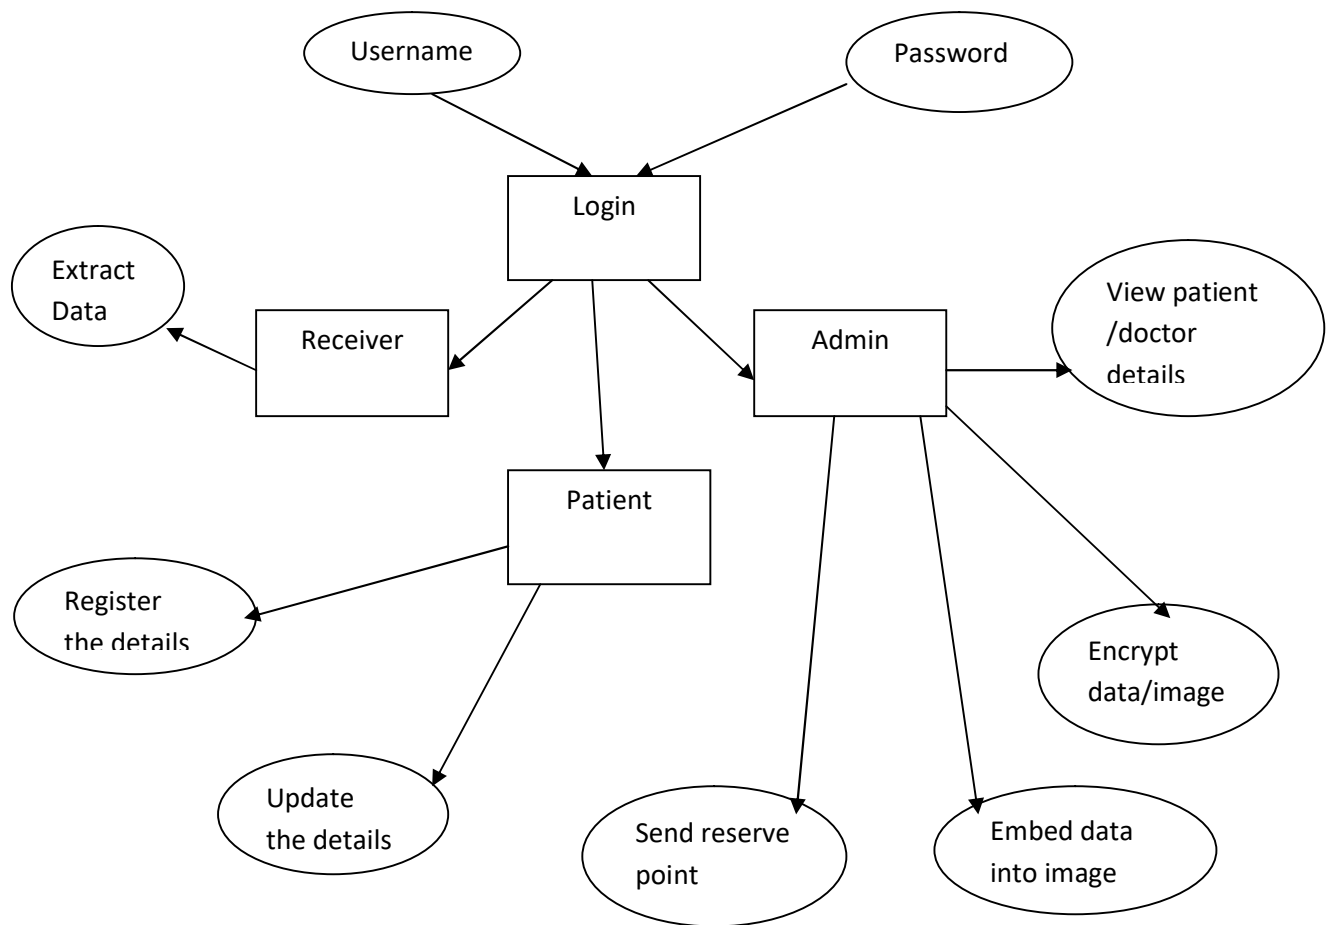 Username
Password
Login
Extract
Data
Receiver
Admin
View patient
/doctor
details
Patient
Register
the details
Encrypt
data/image
Update
the details
Send reserve
point
Embed data
into image